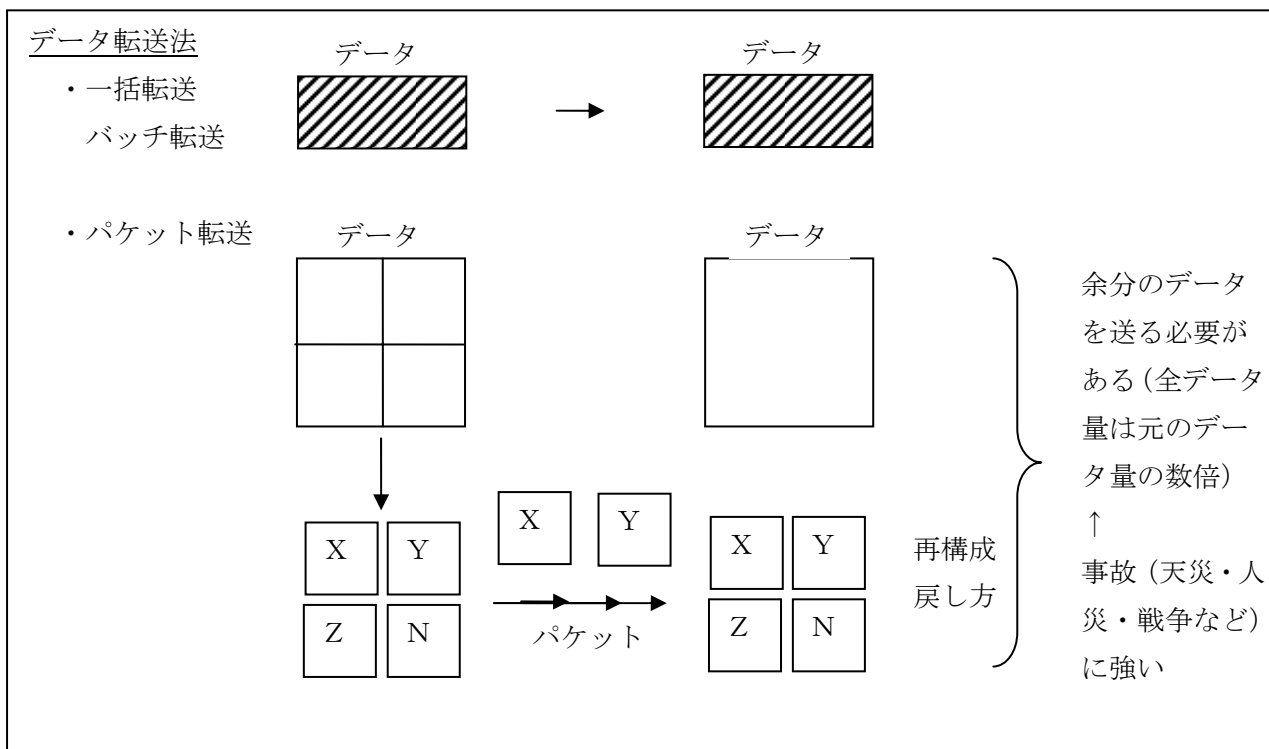 データ転送法
データ
データ
・一括転送
バッチ転送
・パケット転送
データ
データ
X
Y
Z
N
X
Y
パケット
X
Y
Z
N
再構成
戻し方
余分のデータ
を送る必要が
ある(全データ
量は元のデー
タ量の数倍)
↑
事故(天災・人
災・戦争など)
に強い